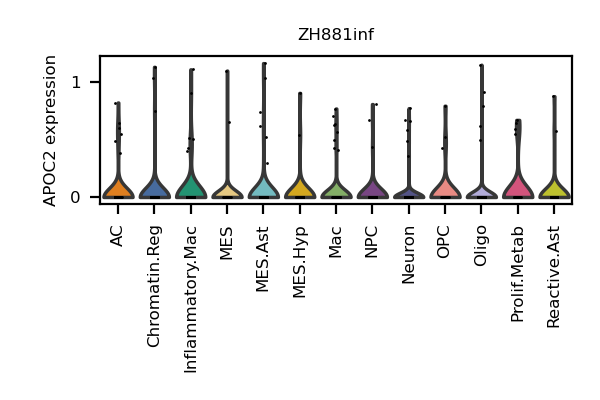 ZH881inf
APOC2 expression
1
0
AC
Chromatin.Reg
Inflammatory.Mac
MES
MES.Ast
MES.Hyp
Mac
NPC
Neuron
OPC
Oligo
Prolif.Metab
Reactive.Ast